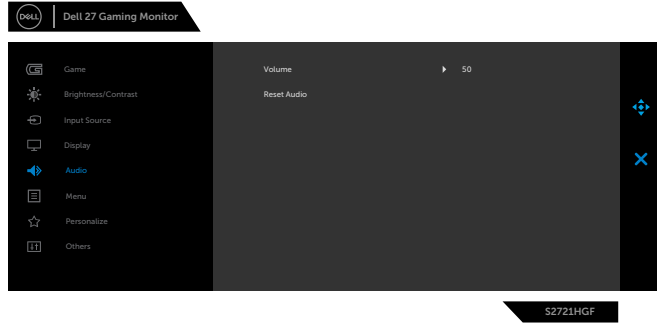 DELL
Dell 27 Gaming Monitor
Game
Volume 50
Brightness/Contrast
Reset Audio
Input Source
Display
Audio
Menu
Personalize
Others
S2721HGF